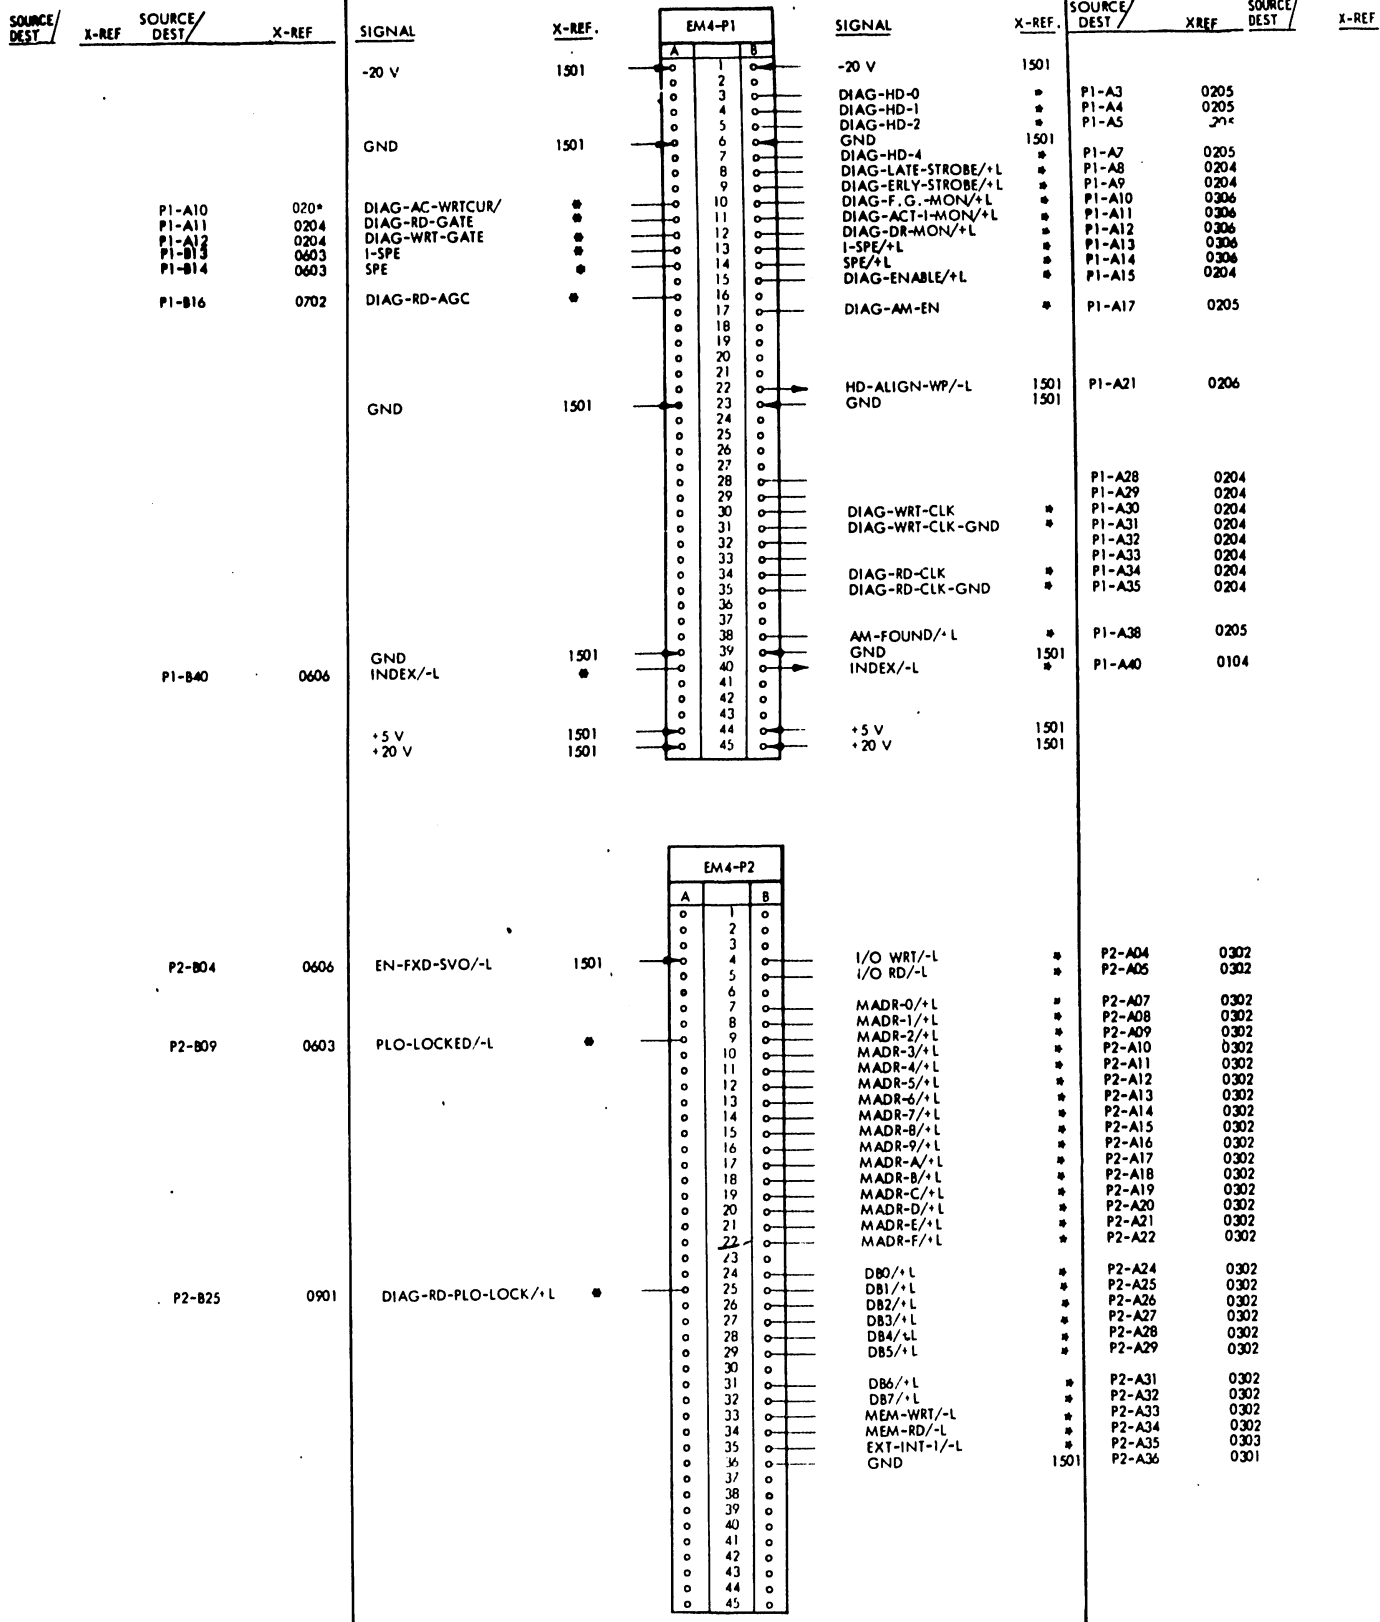 SOURCE/ DEST X-REF SOURCE/ DEST X-REF SIGNAL X-REF. EM4-P1 SIGNAL X-REF. SOURCE/ DEST XREF SOURCE/ DEST X-REF
A B
-20 V 1501 1 -20 V 1501
2
3 DIAG-HD-0 * P1-A3 0205
4 DIAG-HD-1 * P1-A4 0205
5 DIAG-HD-2 * P1-A5
GND 1501 6 GND 1501
7 DIAG-HD-4 * P1-A7 0205
8 DIAG-LATE-STROBE/+L * P1-A8 0204
9 DIAG-ERLY-STROBE/+L * P1-A9 0204
P1-A10 020* DIAG-AC-WRTCUR/ * 10 DIAG-F.G.-MON/+L * P1-A10 0306
P1-A11 0204 DIAG-RD-GATE * 11 DIAG-ACT-I-MON/+L * P1-A11 0306
P1-A12 0204 DIAG-WRT-GATE * 12 DIAG-DR-MON/+L * P1-A12 0306
P1-B13 0603 I-SPE * 13 I-SPE/+L * P1-A13 0306
P1-B14 0603 SPE * 14 SPE/+L * P1-A14 0306
15 DIAG-ENABLE/+L * P1-A15 0204
P1-B16 0702 DIAG-RD-AGC * 16
17 DIAG-AM-EN * P1-A17 0205
18
19
20
21
22 HD-ALIGN-WP/-L 1501 P1-A21 0206
GND 1501 23 GND 1501
24
25
26
27
28 P1-A28 0204
29 P1-A29 0204
30 DIAG-WRT-CLK * P1-A30 0204
31 DIAG-WRT-CLK-GND * P1-A31 0204
32 P1-A32 0204
33 P1-A33 0204
34 DIAG-RD-CLK * P1-A34 0204
35 DIAG-RD-CLK-GND * P1-A35 0204
36
37
38 AM-FOUND/+L * P1-A38 0205
GND 1501 39 GND 1501
P1-B40 0606 INDEX/-L * 40 INDEX/-L * P1-A40 0104
41
42
43
+5 V 1501 44 +5 V 1501
+20 V 1501 45 +20 V 1501
EM4-P2
A B
1
2
3
P2-B04 0606 EN-FXD-SVO/-L 1501 4 I/O WRT/-L * P2-A04 0302
5 I/O RD/-L * P2-A05 0302
6
7 MADR-0/+L * P2-A07 0302
8 MADR-1/+L * P2-A08 0302
P2-B09 0603 PLO-LOCKED/-L * 9 MADR-2/+L * P2-A09 0302
10 MADR-3/+L * P2-A10 0302
11 MADR-4/+L * P2-A11 0302
12 MADR-5/+L * P2-A12 0302
13 MADR-6/+L * P2-A13 0302
14 MADR-7/+L * P2-A14 0302
15 MADR-8/+L * P2-A15 0302
16 MADR-9/+L * P2-A16 0302
17 MADR-A/+L * P2-A17 0302
18 MADR-B/+L * P2-A18 0302
19 MADR-C/+L * P2-A19 0302
20 MADR-D/+L * P2-A20 0302
21 MADR-E/+L * P2-A21 0302
22 MADR-F/+L * P2-A22 0302
23
24 DB0/+L * P2-A24 0302
P2-B25 0901 DIAG-RD-PLO-LOCK/+L * 25 DB1/+L * P2-A25 0302
26 DB2/+L * P2-A26 0302
27 DB3/+L * P2-A27 0302
28 DB4/+L * P2-A28 0302
29 DB5/+L * P2-A29 0302
30
31 DB6/+L * P2-A31 0302
32 DB7/+L * P2-A32 0302
33 MEM-WRT/-L * P2-A33 0302
34 MEM-RD/-L * P2-A34 0302
35 EXT-INT-1/-L * P2-A35 0303
36 GND 1501 P2-A36 0301
37
38
39
40
41
42
43
44
45